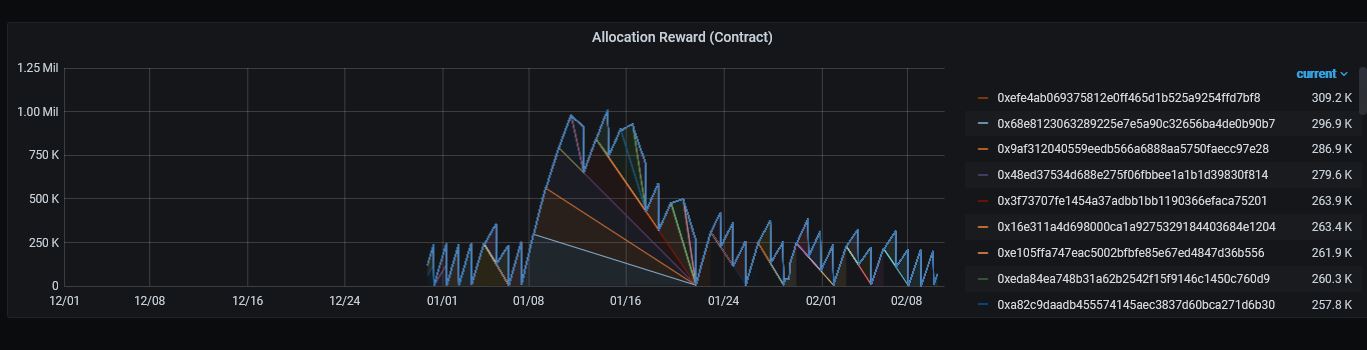 Allocation Reward (Contract)
1.25 Mil
1.00 Mil
750 K
500 K
250 K
0
12/01 12/08 12/16 12/24 01/01 01/08 01/16 01/24 02/01 02/08
current
0xefe4ab069375812e0ff465d1b525a9254ffd7bf8 309.2 K
0x68e8123063289225e7e5a90c32656ba4de0b90b7 296.9 K
0x9af312040559eedb566a6888aa5750faecc97e28 286.9 K
0x48ed37534d688e275f06fbbee1a1b1d39830f814 279.6 K
0x3f73707fe1454a37adbb1bb1190366efaca75201 263.9 K
0x16e311a4d698000ca1a9275329184403684e1204 263.4 K
0xe105ffa747eac5002bfbfe85e67ed4847d36b556 261.9 K
0xeda84ea748b31a62b2542f15f9146c1450c760d9 260.3 K
0xa82c9daadb455574145aec3837d60bca271d6b30 257.8 K